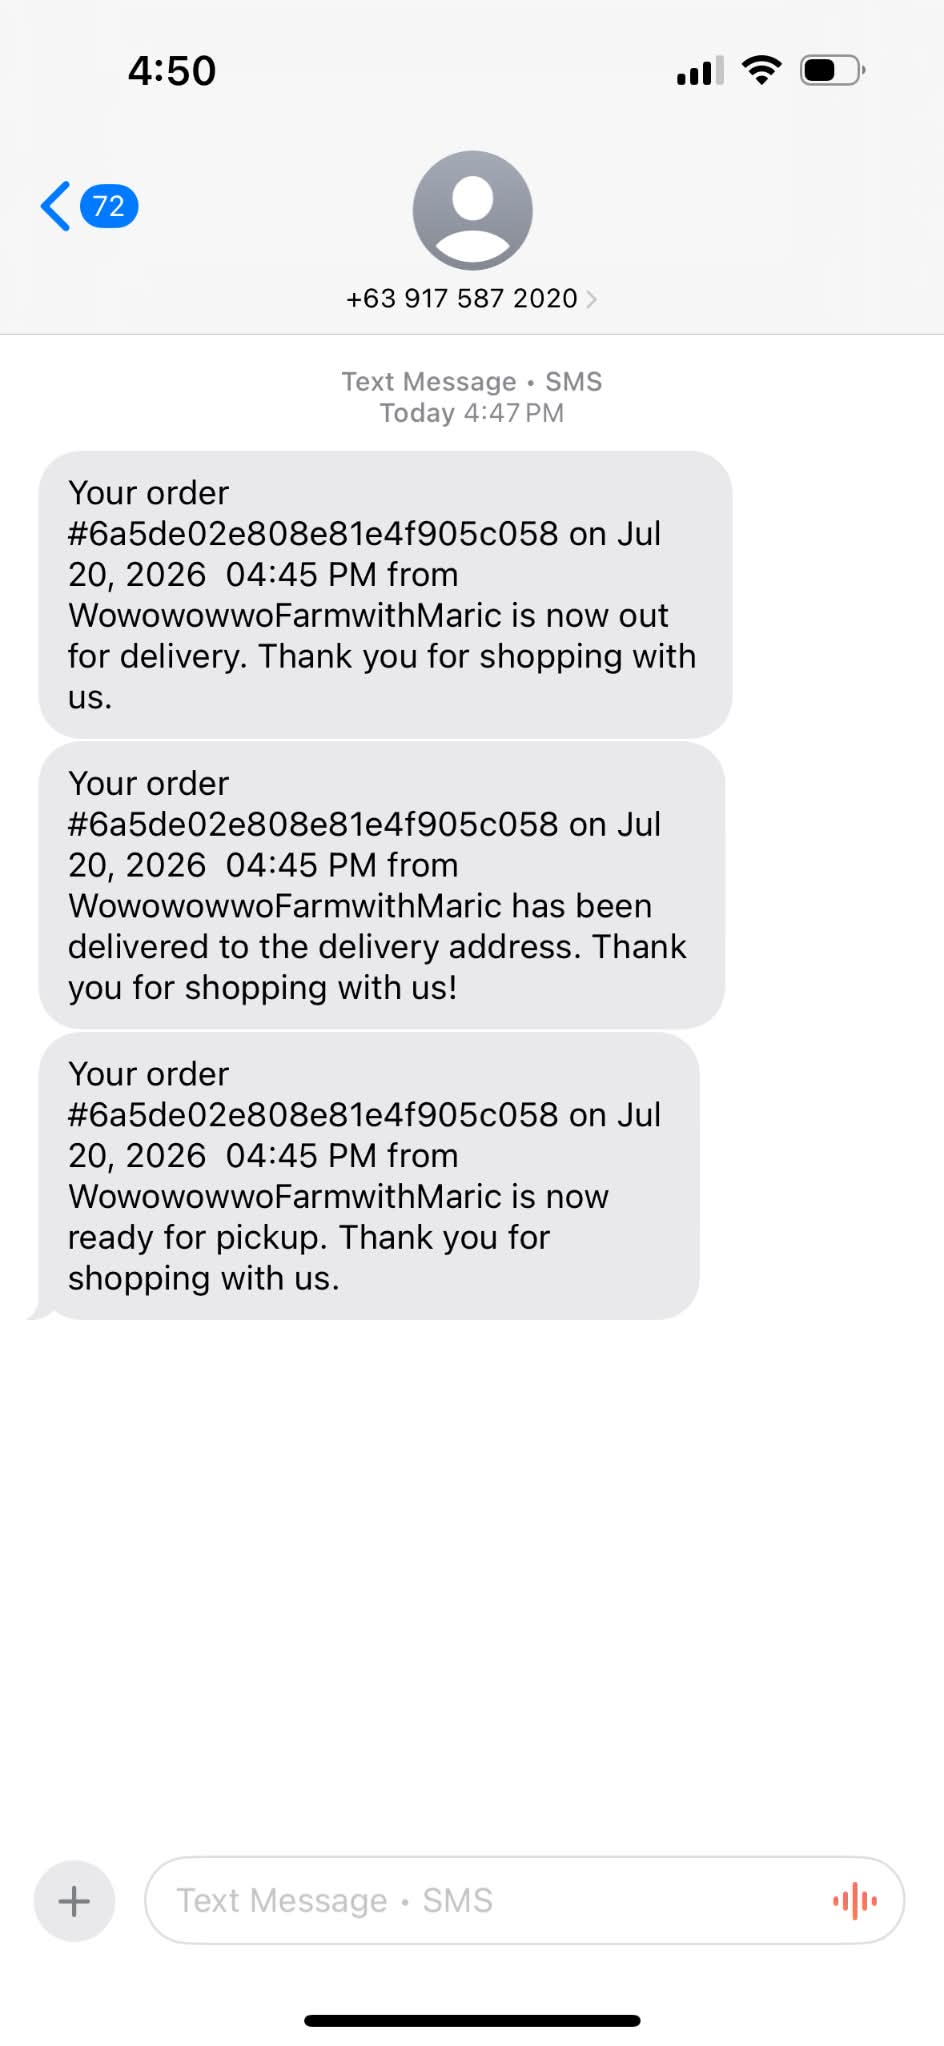 4:50
72
+63 917 587 2020
Text Message • SMS
Today 4:47 PM
Your order
#6a5de02e808e81e4f905c058 on Jul
20, 2026  04:45 PM from
WowowowwoFarmwithMaric is now out
for delivery. Thank you for shopping with
us.
Your order
#6a5de02e808e81e4f905c058 on Jul
20, 2026  04:45 PM from
WowowowwoFarmwithMaric has been
delivered to the delivery address. Thank
you for shopping with us!
Your order
#6a5de02e808e81e4f905c058 on Jul
20, 2026  04:45 PM from
WowowowwoFarmwithMaric is now
ready for pickup. Thank you for
shopping with us.
Text Message • SMS